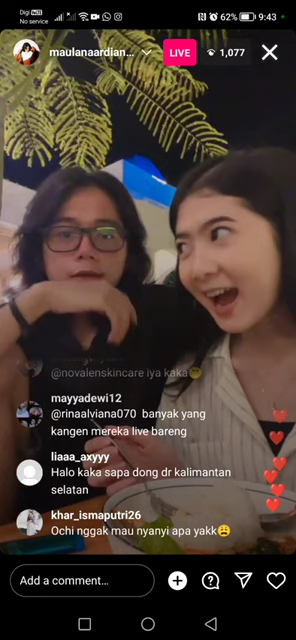 Digi VoLTE
No service
62% 9:43
maulanaardian...
LIVE
1,077
@novalenskincare iya kaka😊
mayyadewi12
@rinaalviana070 banyak yang
kangen mereka live bareng
liaaa_axyyy
Halo kaka sapa dong dr kalimantan
selatan
khar_ismaputri26
Ochi nggak mau nyanyi apa yakk😩
Add a comment...